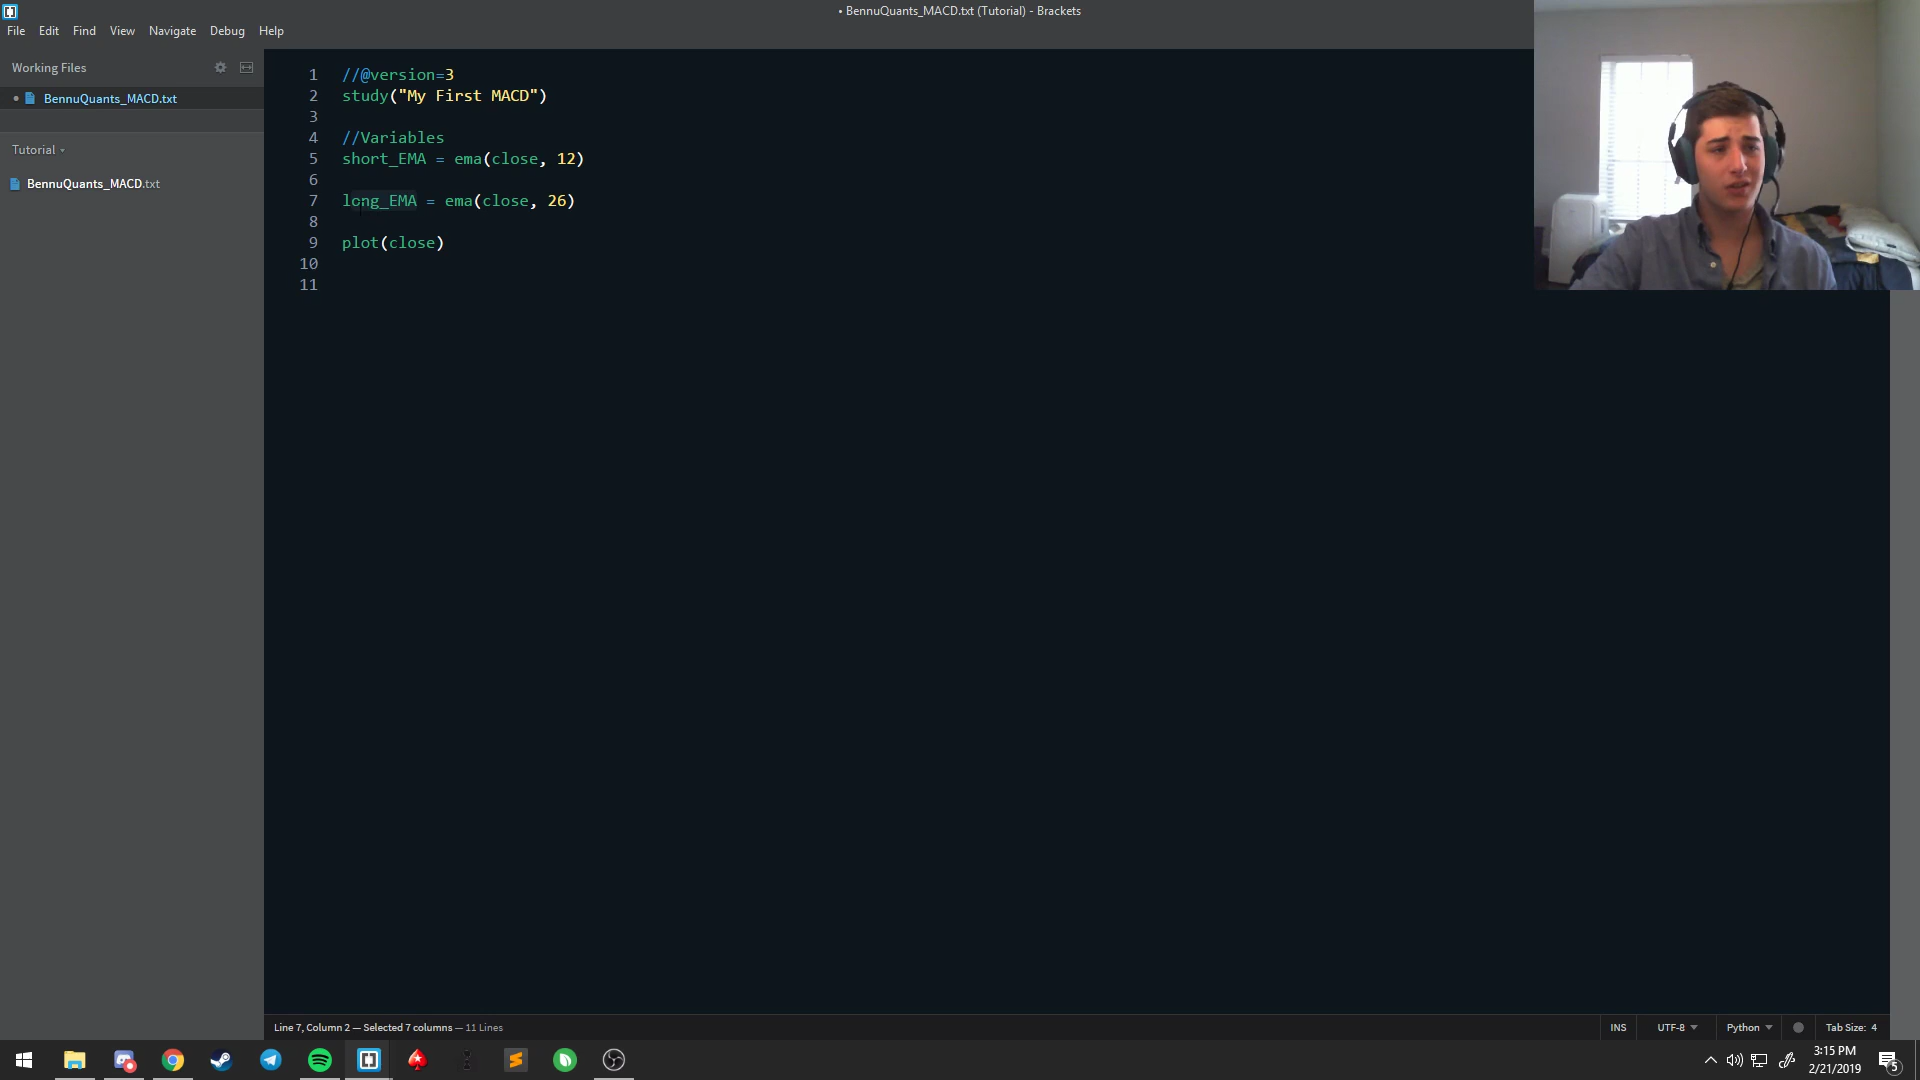 • BennuQuants_MACD.txt (Tutorial) - Brackets
File Edit Find View Navigate Debug Help
Working Files
BennuQuants_MACD.txt
Tutorial
BennuQuants_MACD.txt
1 //@version=3
2 study("My First MACD")
3
4 //Variables
5 short_EMA = ema(close, 12)
6
7 long_EMA = ema(close, 26)
8
9 plot(close)
10
11
Line 7, Column 2 — Selected 7 columns — 11 Lines
INS UTF-8 Python Tab Size: 4
3:15 PM
2/21/2019
5